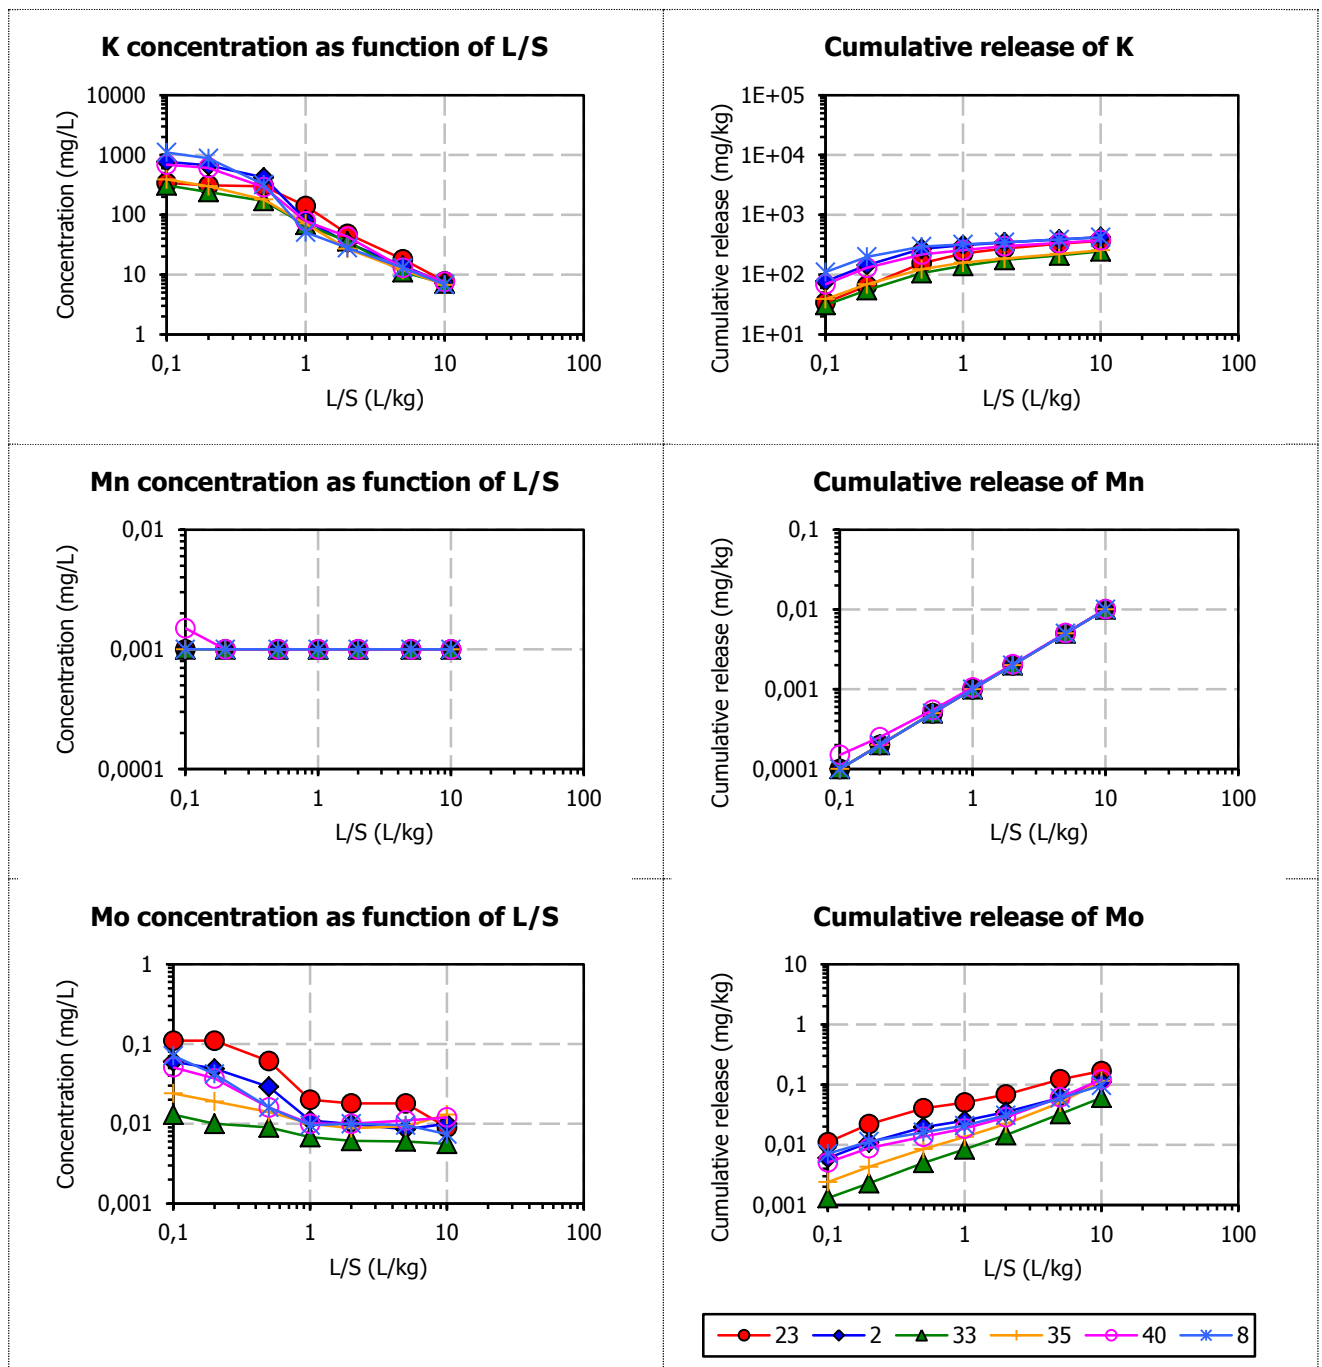 K concentration as function of L/S
Concentration (mg/L)
10000
1000
100
10
1
0,1
1
10
100
L/S (L/kg)
Cumulative release of K
Cumulative release (mg/kg)
1E+05
1E+04
1E+03
1E+02
1E+01
0,1
1
10
100
L/S (L/kg)
Mn concentration as function of L/S
Concentration (mg/L)
0,01
0,001
0,0001
0,1
1
10
100
L/S (L/kg)
Cumulative release of Mn
Cumulative release (mg/kg)
0,1
0,01
0,001
0,0001
0,1
1
10
100
L/S (L/kg)
Mo concentration as function of L/S
Concentration (mg/L)
1
0,1
0,01
0,001
0,1
1
10
100
L/S (L/kg)
Cumulative release of Mo
Cumulative release (mg/kg)
10
1
0,1
0,01
0,001
0,1
1
10
100
L/S (L/kg)
23 2 33 35 40 8